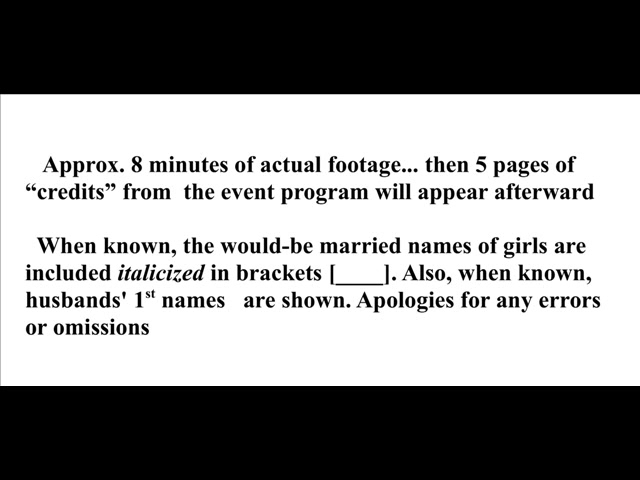 Approx. 8 minutes of actual footage... then 5 pages of
“credits” from the event program will appear afterward
When known, the would-be married names of girls are
included italicized in brackets [____]. Also, when known,
husbands' 1st names are shown. Apologies for any errors
or omissions